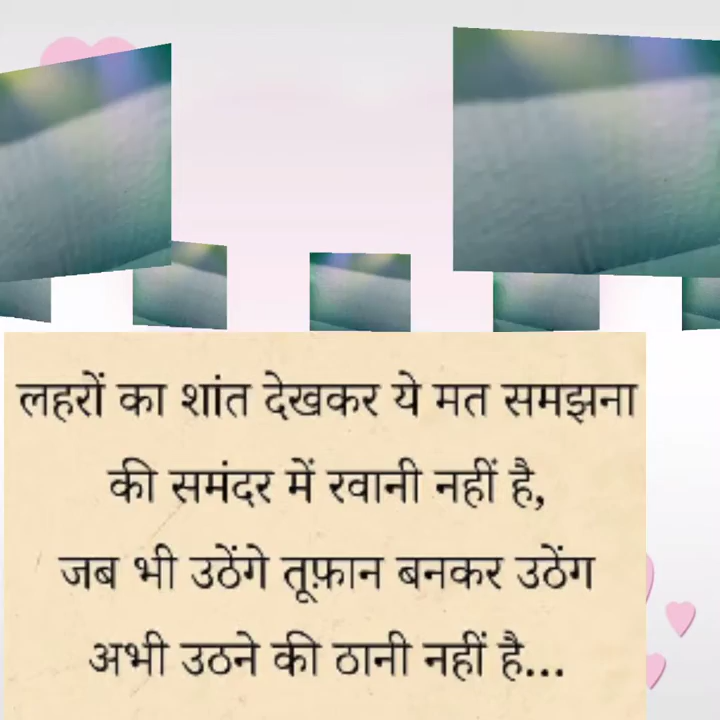 लहरों का शांत देखकर ये मत समझना
की समंदर में रवानी नहीं है,
जब भी उठेंगे तूफ़ान बनकर उठेंग
अभी उठने की ठानी नहीं है...